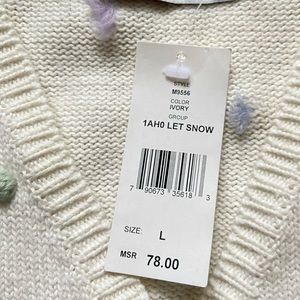 STYLE
M9556
COLOR
IVORY
GROUP
1AH0 LET SNOW
7 90673 35618 3
SIZE: L
MSR 78.00